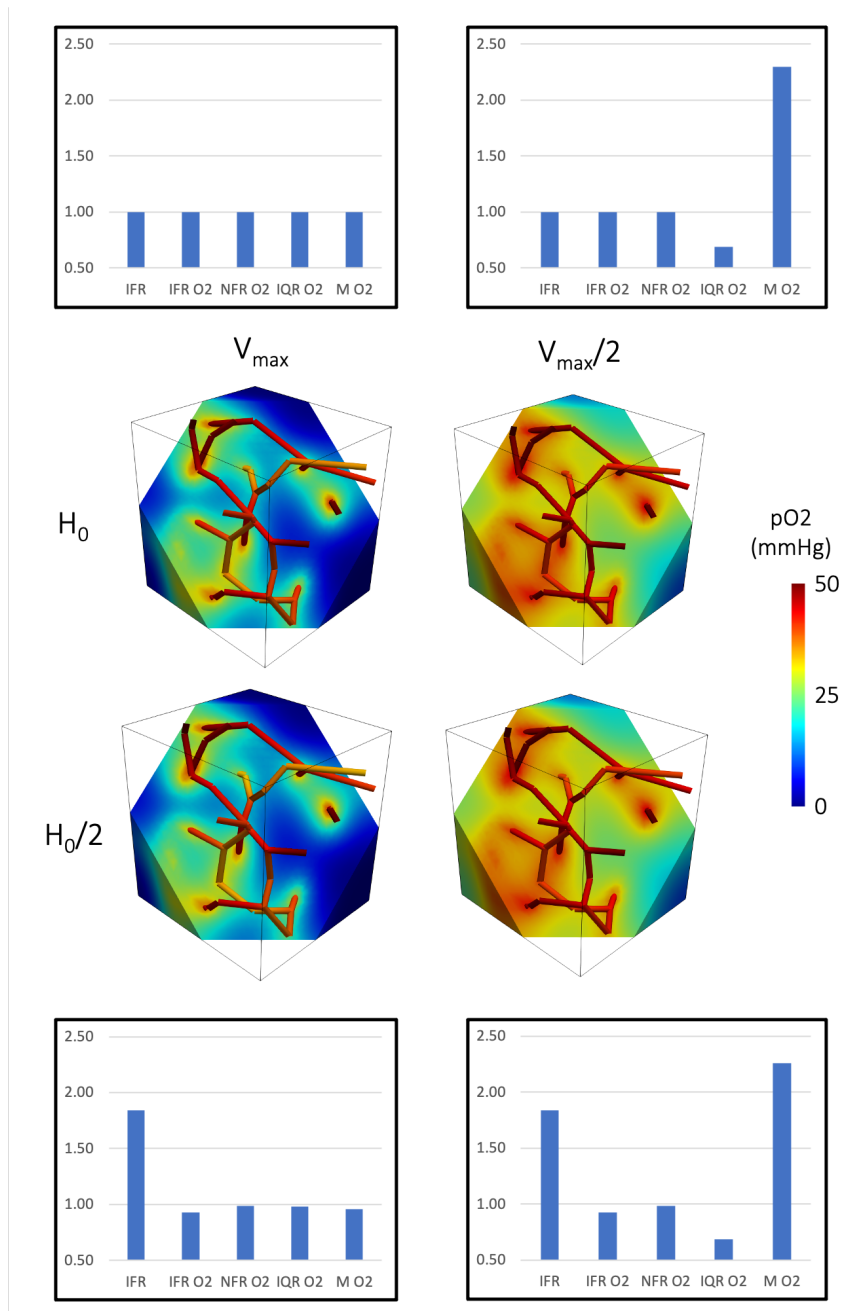 2.50
2.00
1.50
1.00
0.50
IFR IFR O2 NFR O2 IQR O2 M O2
2.50
2.00
1.50
1.00
0.50
IFR IFR O2 NFR O2 IQR O2 M O2
Vmax
Vmax/2
H0
pO2
(mmHg)
50
25
0
H0/2
2.50
2.00
1.50
1.00
0.50
IFR IFR O2 NFR O2 IQR O2 M O2
2.50
2.00
1.50
1.00
0.50
IFR IFR O2 NFR O2 IQR O2 M O2